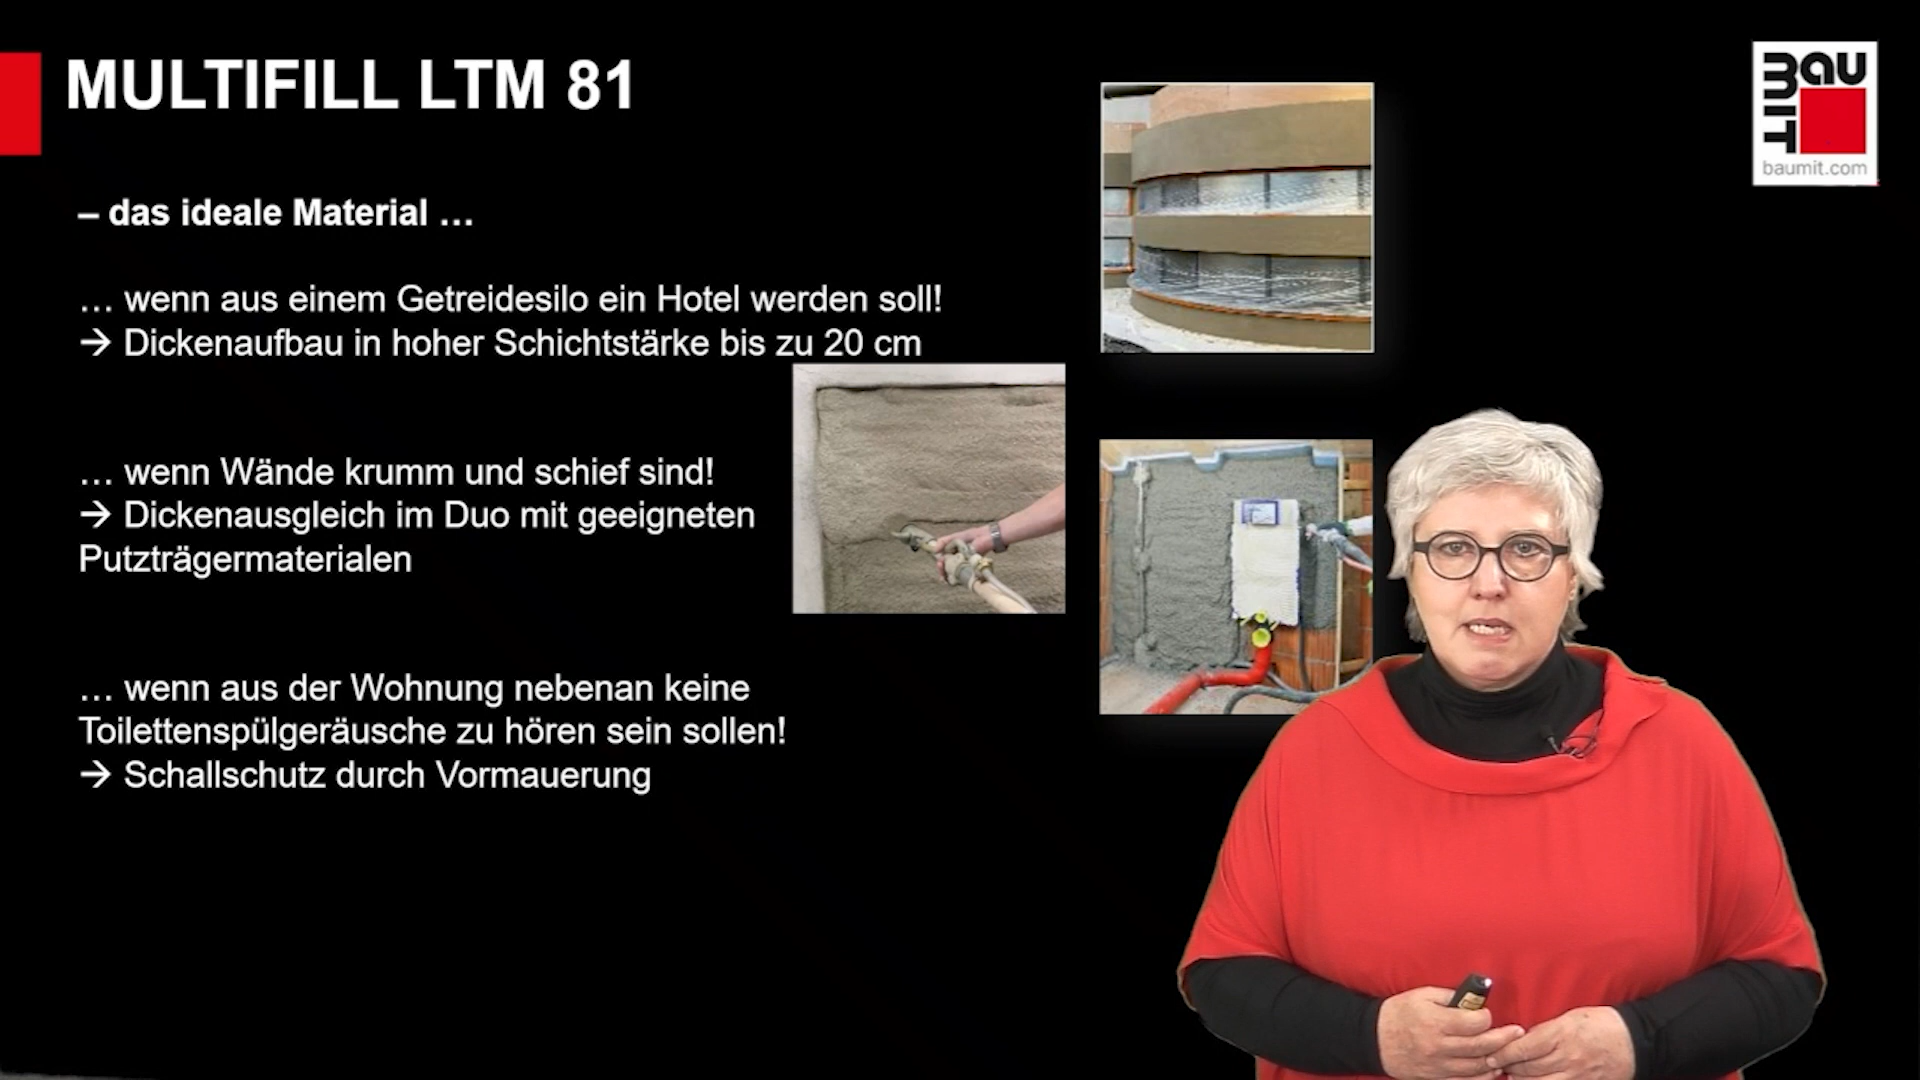 MULTIFILL LTM 81
– das ideale Material …
… wenn aus einem Getreidesilo ein Hotel werden soll!
→ Dickenaufbau in hoher Schichtstärke bis zu 20 cm
… wenn Wände krumm und schief sind!
→ Dickenausgleich im Duo mit geeigneten
Putzträgermaterialen
… wenn aus der Wohnung nebenan keine
Toilettenspülgeräusche zu hören sein sollen!
→ Schallschutz durch Vormauerung
BAUMIT
baumit.com